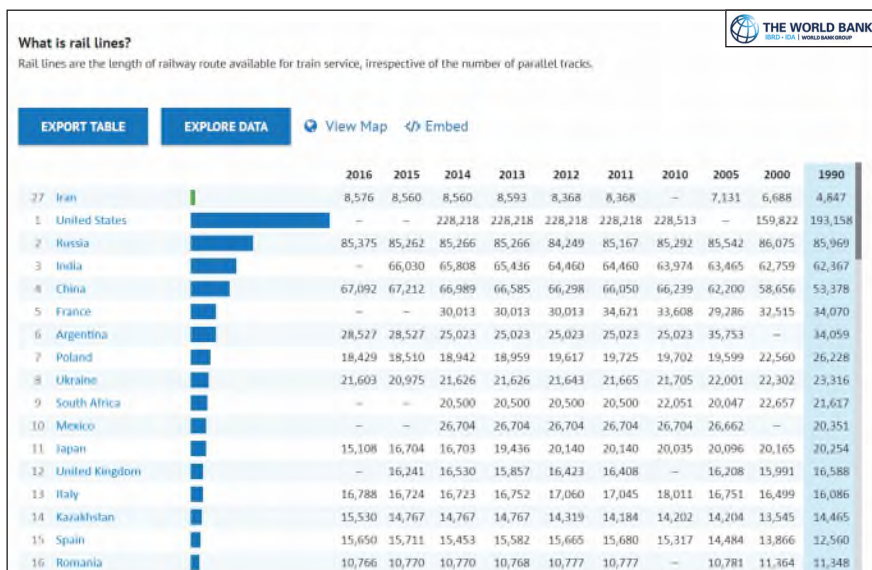 THE WORLD BANK
IBRD • IDA | WORLD BANK GROUP
What is rail lines?
Rail lines are the length of railway route available for train service, irrespective of the number of parallel tracks.
EXPORT TABLE EXPLORE DATA View Map </> Embed
2016 2015 2014 2013 2012 2011 2010 2005 2000 1990
27 Iran 8,576 8,560 8,560 8,593 8,368 8,368 – 7,131 6,688 4,847
1 United States – – 228,218 228,218 228,218 228,218 228,513 – 159,822 193,158
2 Russia 85,375 85,262 85,266 85,266 84,249 85,167 85,292 85,542 86,075 85,969
3 India – 66,030 65,808 65,436 64,460 64,460 63,974 63,465 62,759 62,367
4 China 67,092 67,212 66,989 66,585 66,298 66,050 66,239 62,200 58,656 53,378
5 France – – 30,013 30,013 30,013 34,621 33,608 29,286 32,515 34,070
6 Argentina 28,527 28,527 25,023 25,023 25,023 25,023 25,023 35,753 – 34,059
7 Poland 18,429 18,510 18,942 18,959 19,617 19,725 19,702 19,599 22,560 26,228
8 Ukraine 21,603 20,975 21,626 21,626 21,643 21,665 21,705 22,001 22,302 23,316
9 South Africa – – 20,500 20,500 20,500 20,500 22,051 20,047 22,657 21,617
10 Mexico – – 26,704 26,704 26,704 26,704 26,704 26,662 – 20,351
11 Japan 15,108 16,704 16,703 19,436 20,140 20,140 20,035 20,096 20,165 20,254
12 United Kingdom – 16,241 16,530 15,857 16,423 16,408 – 16,208 15,991 16,588
13 Italy 16,788 16,724 16,723 16,752 17,060 17,045 18,011 16,751 16,499 16,086
14 Kazakhstan 15,530 14,767 14,767 14,767 14,319 14,184 14,202 14,204 13,545 14,465
15 Spain 15,650 15,711 15,453 15,582 15,665 15,680 15,317 14,484 13,866 12,560
16 Romania 10,766 10,770 10,770 10,768 10,777 10,777 – 10,781 11,364 11,348